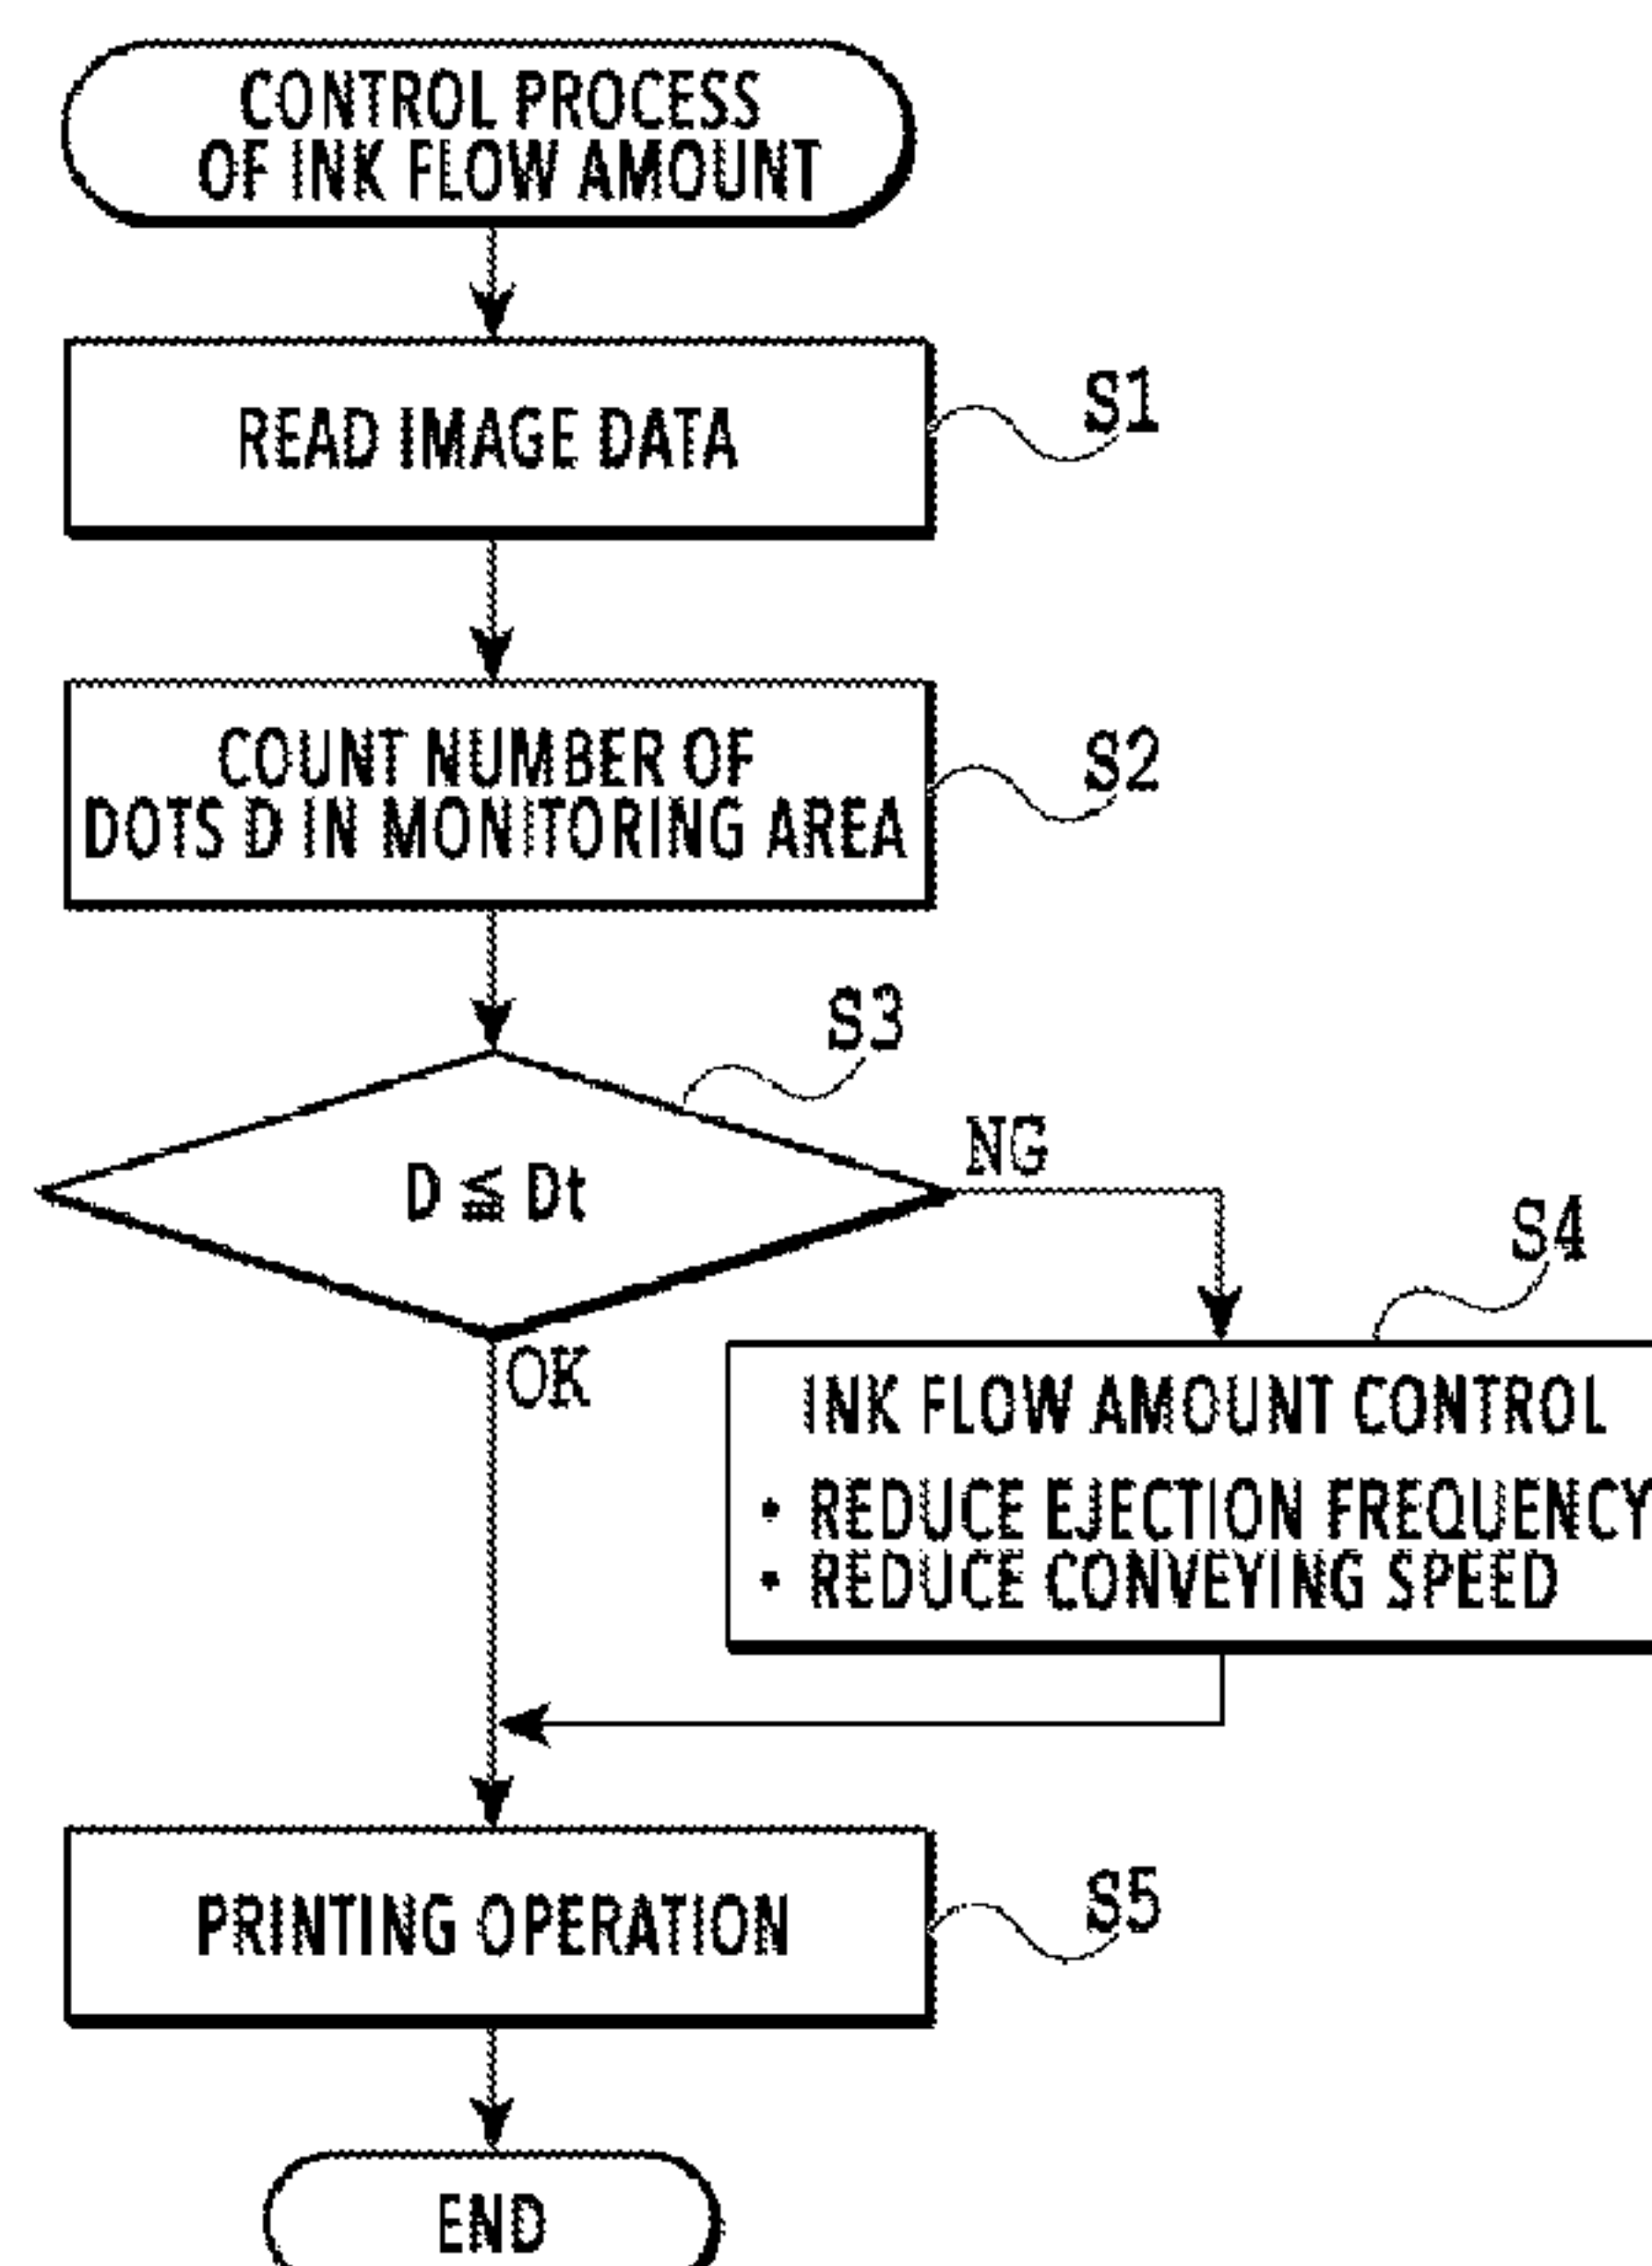 CONTROL PROCESS
OF INK FLOW AMOUNT
READ IMAGE DATA
S1
COUNT NUMBER OF
DOTS D IN MONITORING AREA
S2
S3
D ≦ Dt
NG
OK
S4
INK FLOW AMOUNT CONTROL
• REDUCE EJECTION FREQUENCY
• REDUCE CONVEYING SPEED
PRINTING OPERATION
S5
END